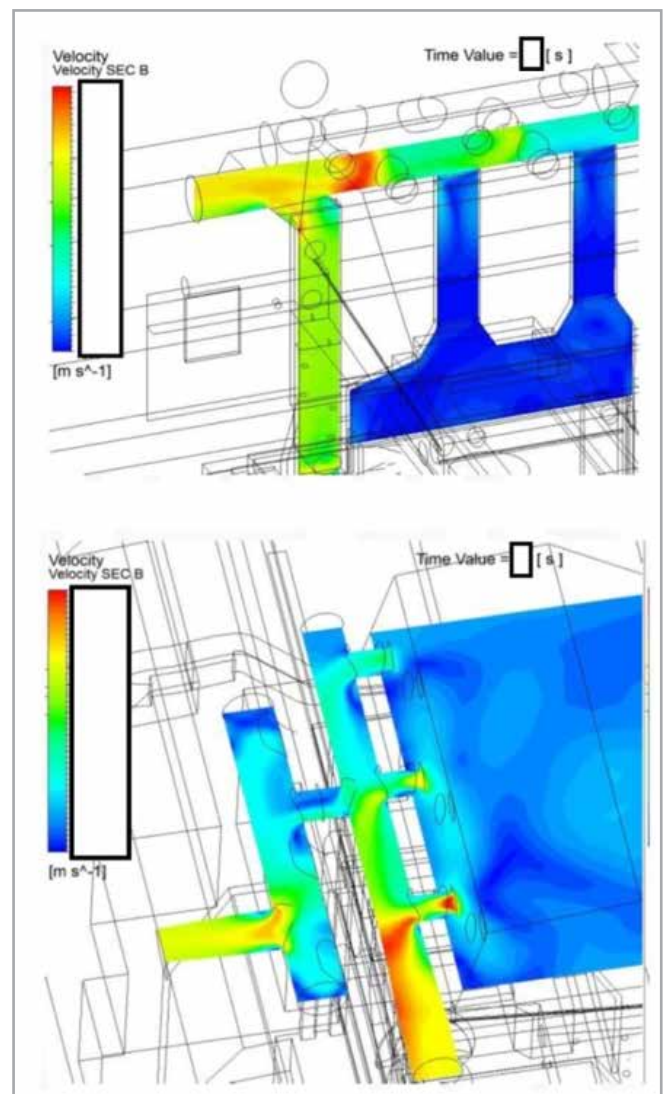 Velocity
Velocity SEC B
Time Value = [ s ]
[m s^-1]
Velocity
Velocity SEC B
Time Value = [ s ]
[m s^-1]